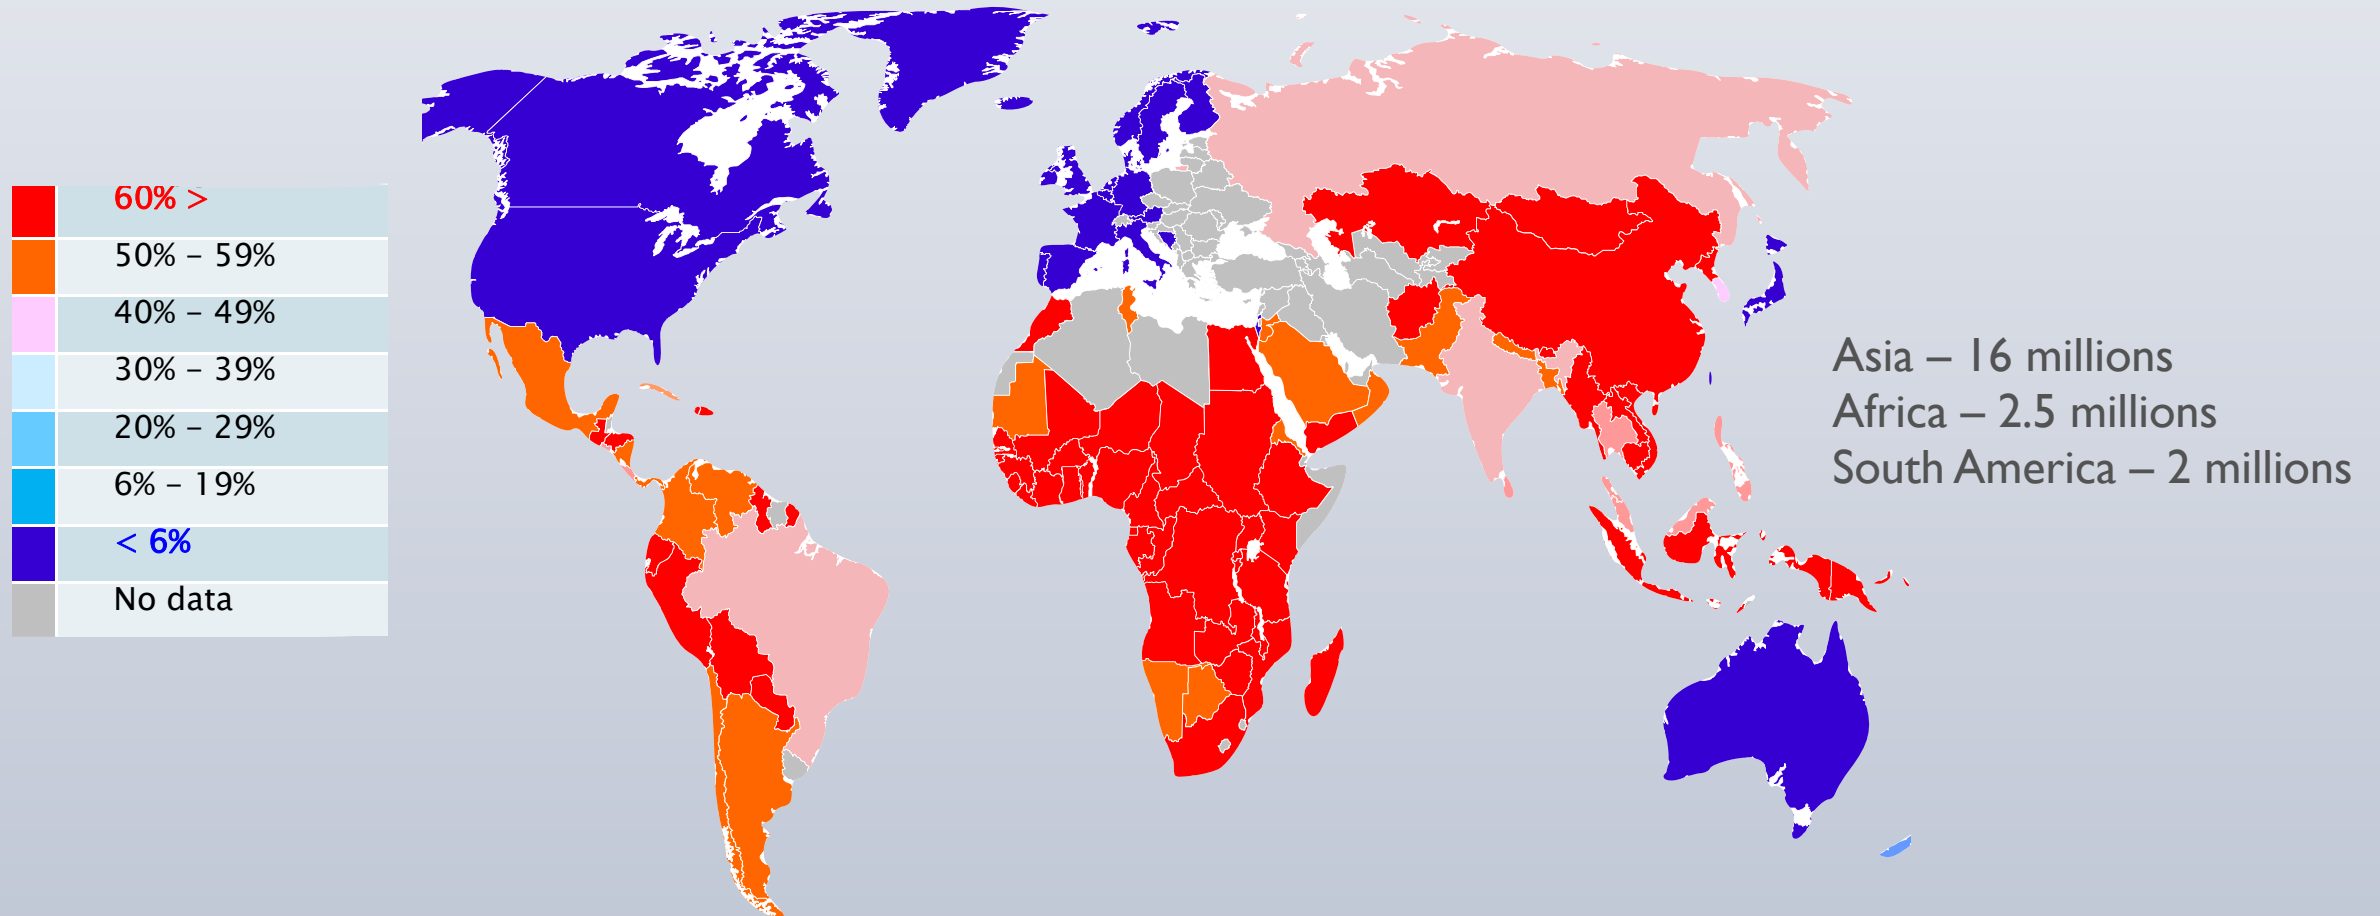 60% >
50% – 59%
40% – 49%
30% – 39%
20% – 29%
6% – 19%
< 6%
No data
Asia – 16 millions
Africa – 2.5 millions
South America – 2 millions